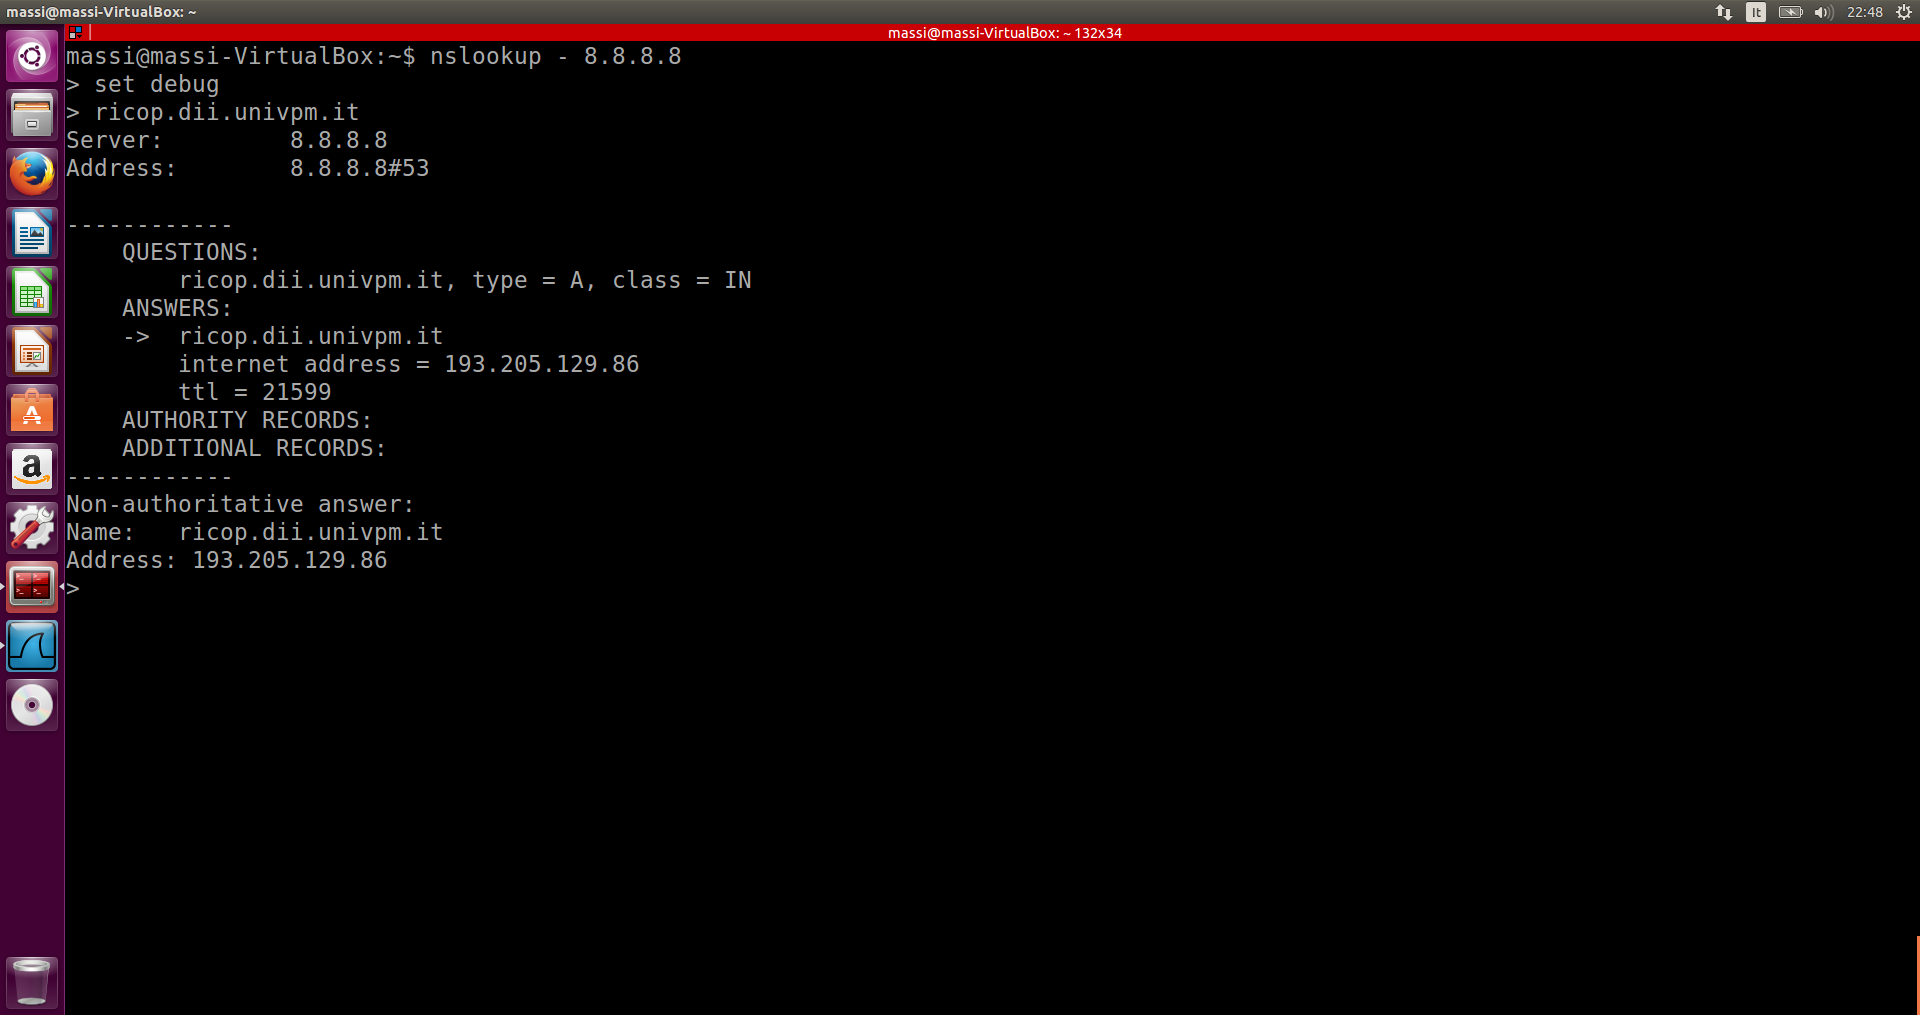 massi@massi-VirtualBox: ~
It
22:48
massi@massi-VirtualBox: ~ 132x34
massi@massi-VirtualBox:~$ nslookup - 8.8.8.8
> set debug
> ricop.dii.univpm.it
Server:         8.8.8.8
Address:        8.8.8.8#53
------------
    QUESTIONS:
        ricop.dii.univpm.it, type = A, class = IN
    ANSWERS:
    ->  ricop.dii.univpm.it
        internet address = 193.205.129.86
        ttl = 21599
    AUTHORITY RECORDS:
    ADDITIONAL RECORDS:
------------
Non-authoritative answer:
Name:   ricop.dii.univpm.it
Address: 193.205.129.86
>